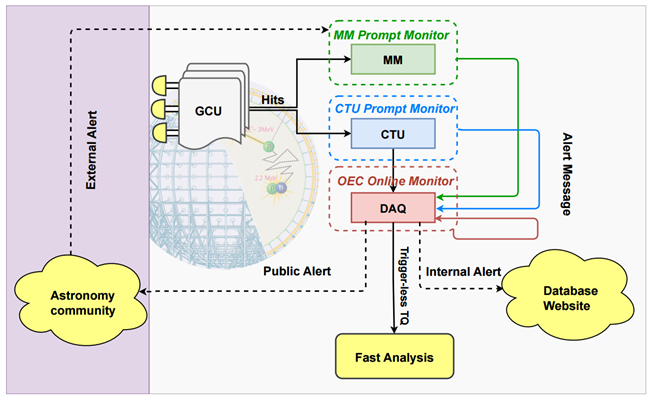 MM Prompt Monitor
MM
GCU
Hits
CTU Prompt Monitor
CTU
~ 3MeV
2.2 MeV
OEC Online Monitor
DAQ
External Alert
Alert Message
Public Alert
Trigger-less TQ
Internal Alert
Astronomy
community
Database
Website
Fast Analysis